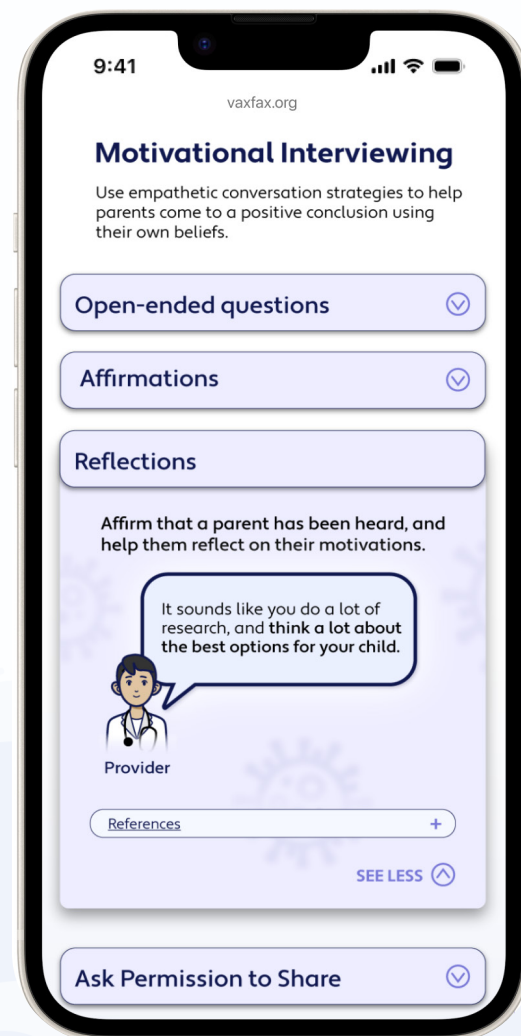 9:41
vaxfax.org
Motivational Interviewing
Use empathetic conversation strategies to help
parents come to a positive conclusion using
their own beliefs.
Open-ended questions
Affirmations
Reflections
Affirm that a parent has been heard, and
help them reflect on their motivations.
It sounds like you do a lot of
research, and think a lot about
the best options for your child.
Provider
References +
SEE LESS
Ask Permission to Share